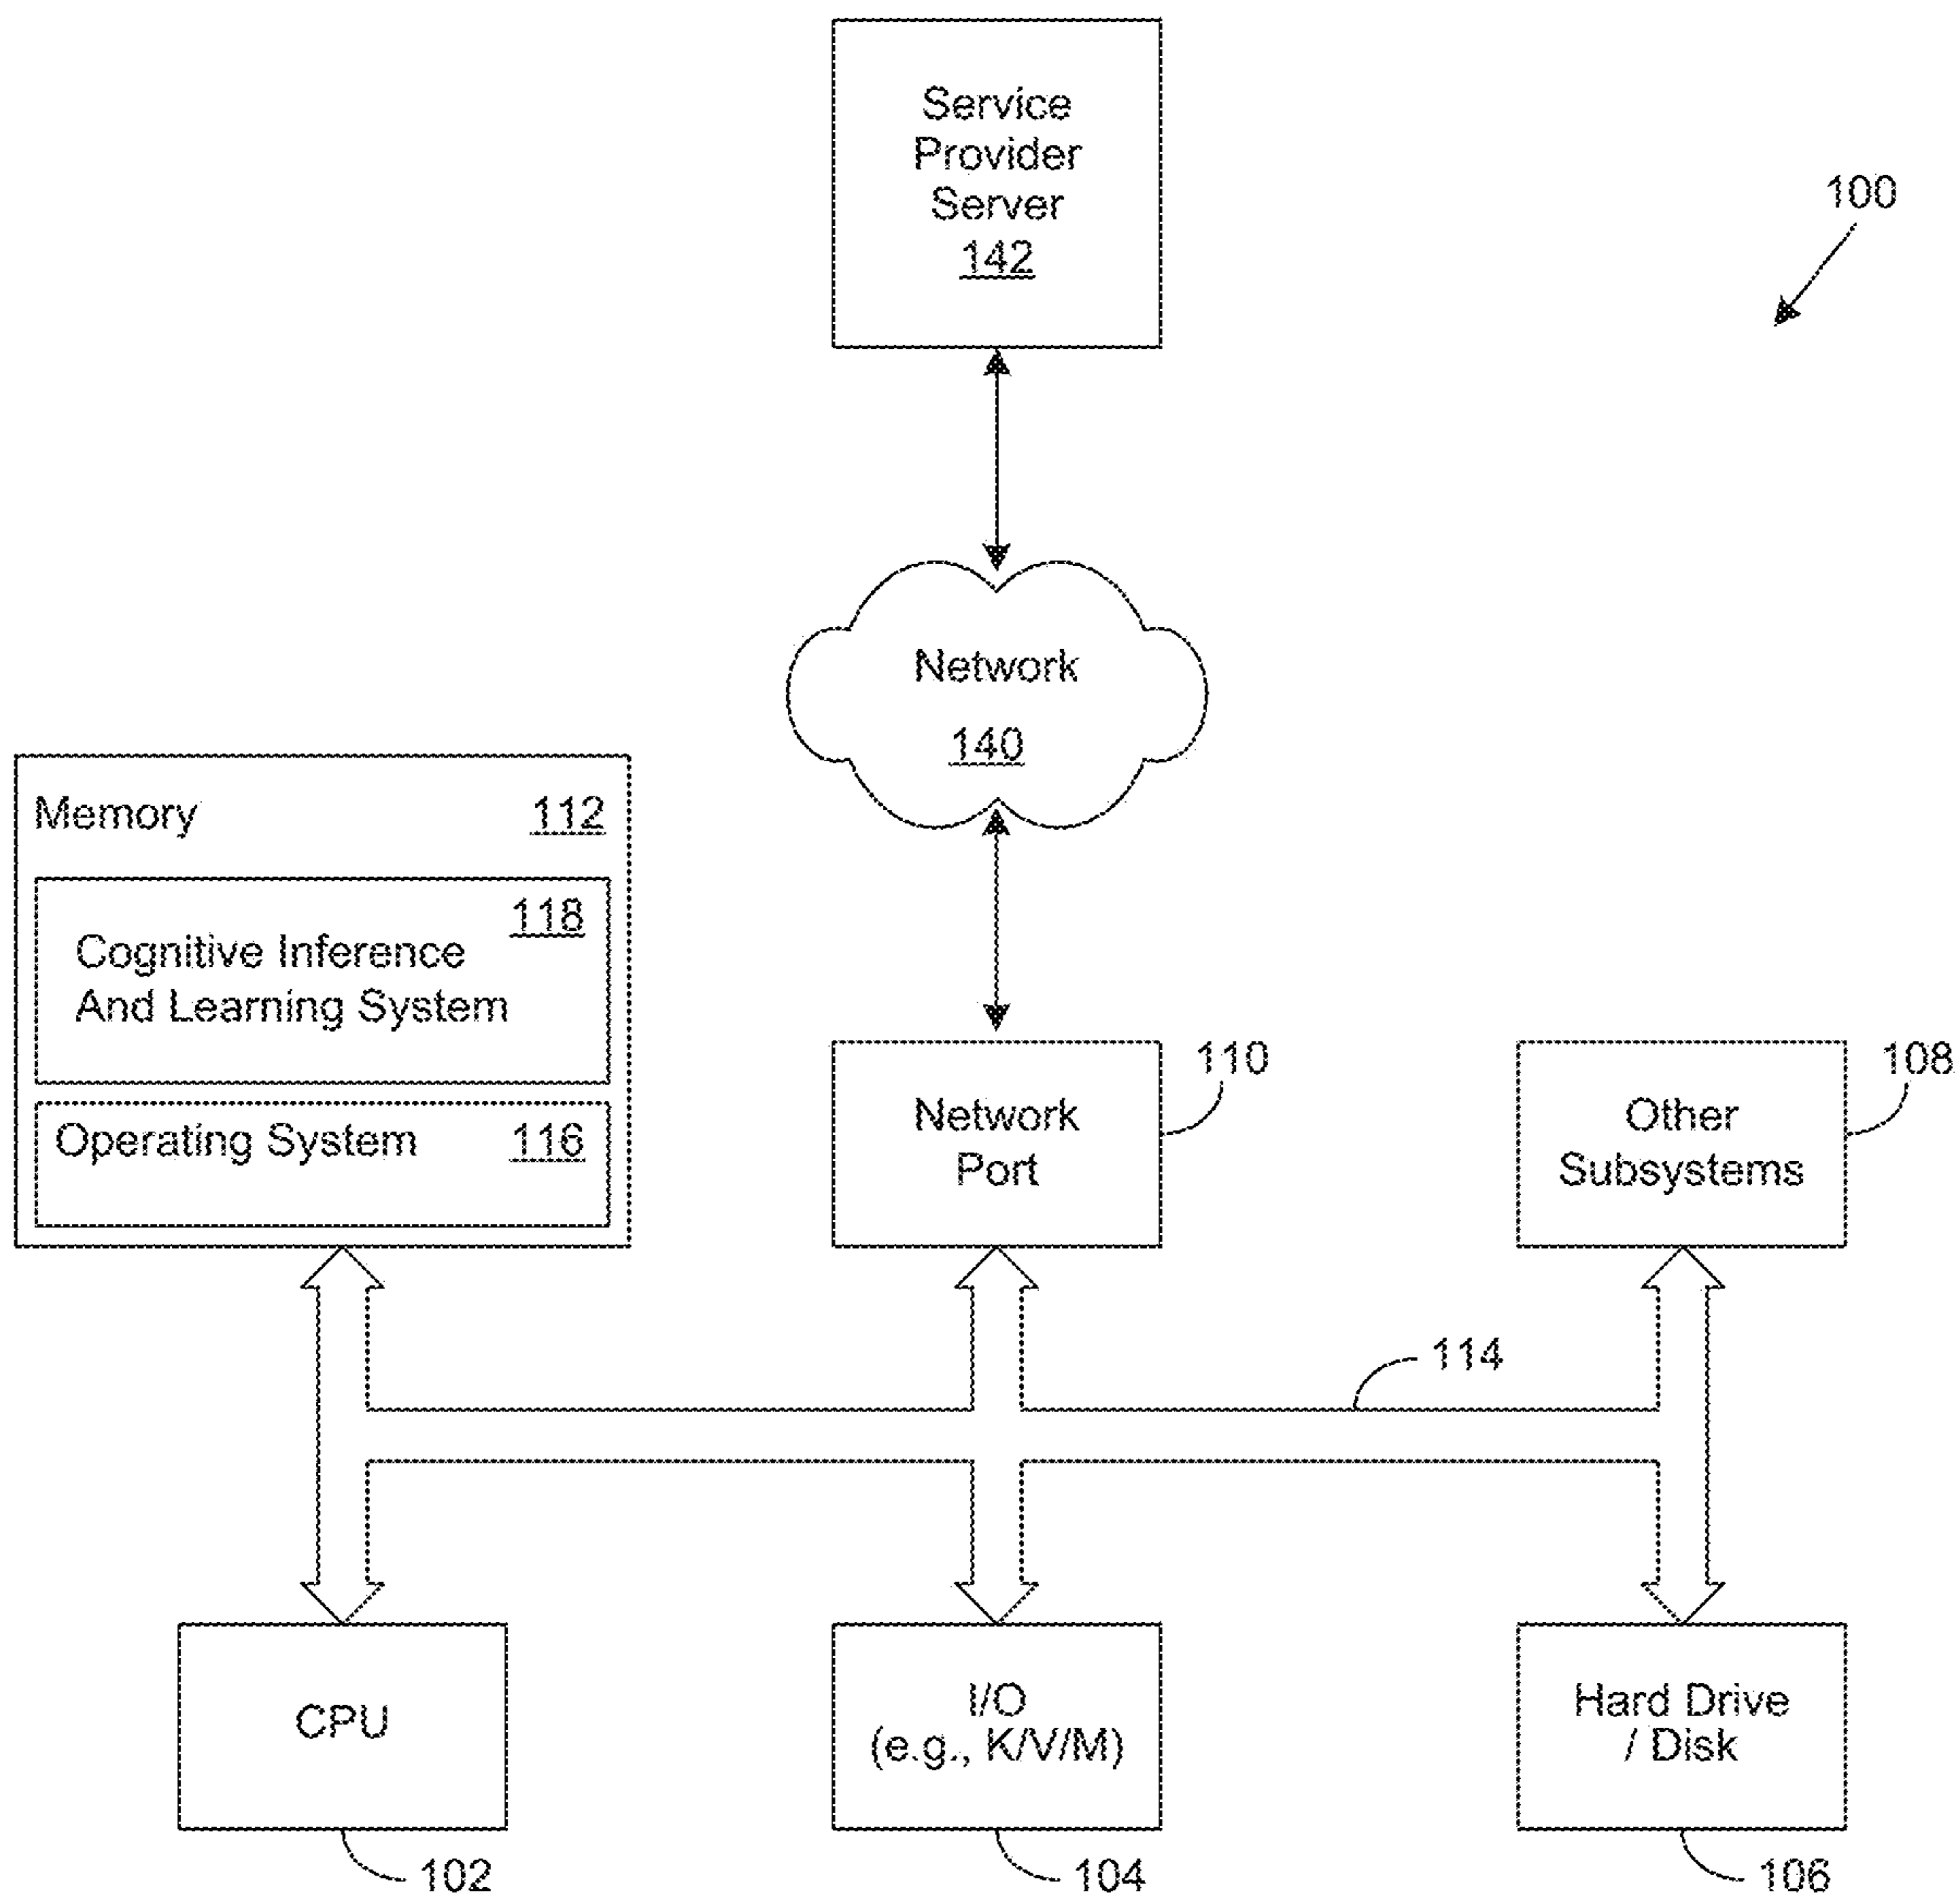 Service
Provider
Server
142
100
Network
140
Memory 112
118
Cognitive Inference
And Learning System
Operating System 116
Network
Port
110
Other
Subsystems
108
114
CPU
I/O
(e.g., K/V/M)
Hard Drive
/ Disk
102
104
106